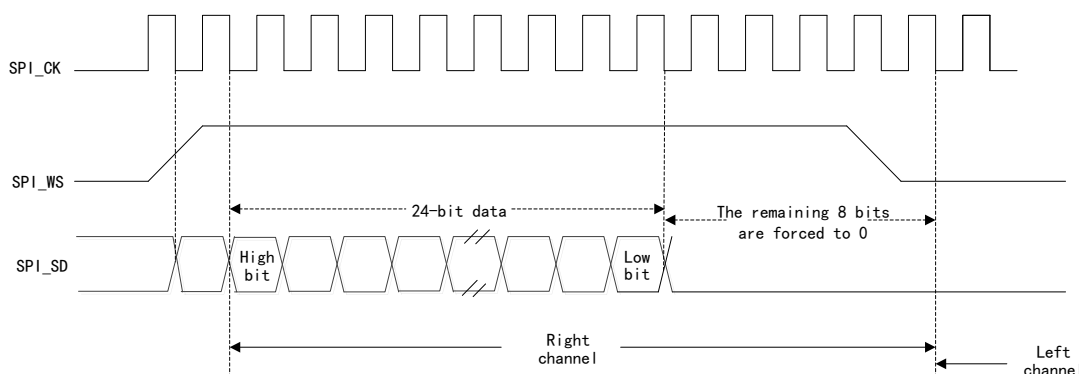 SPI_CK
SPI_WS
24-bit data
The remaining 8 bits
are forced to 0
SPI_SD
High
bit
Low
bit
Right
channel
Left
channe